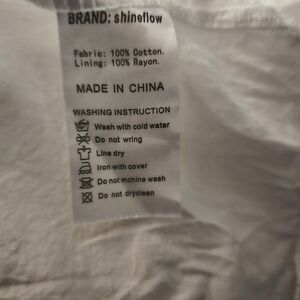 BRAND: shineflow
Fabric: 100% Cotton.
Lining: 100% Rayon.
MADE IN CHINA
WASHING INSTRUCTION
Wash with cold water
Do not wring
Line dry
Iron with cover
Do not mchine wash
Do not dryclean